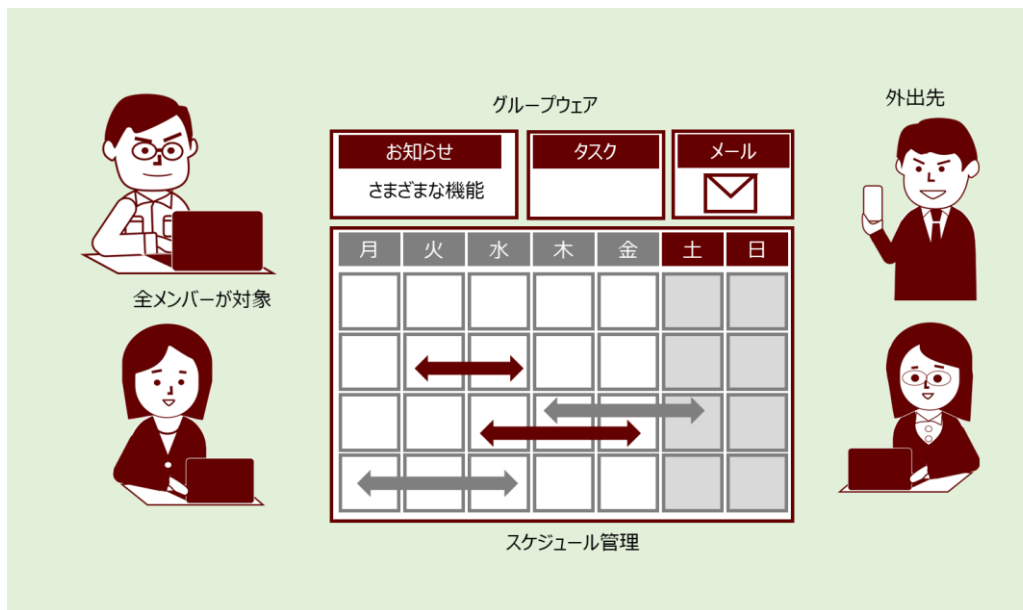 グループウェア
外出先
お知らせ
タスク
メール
さまざまな機能
月 火 水 木 金 土 日
全メンバーが対象
スケジュール管理